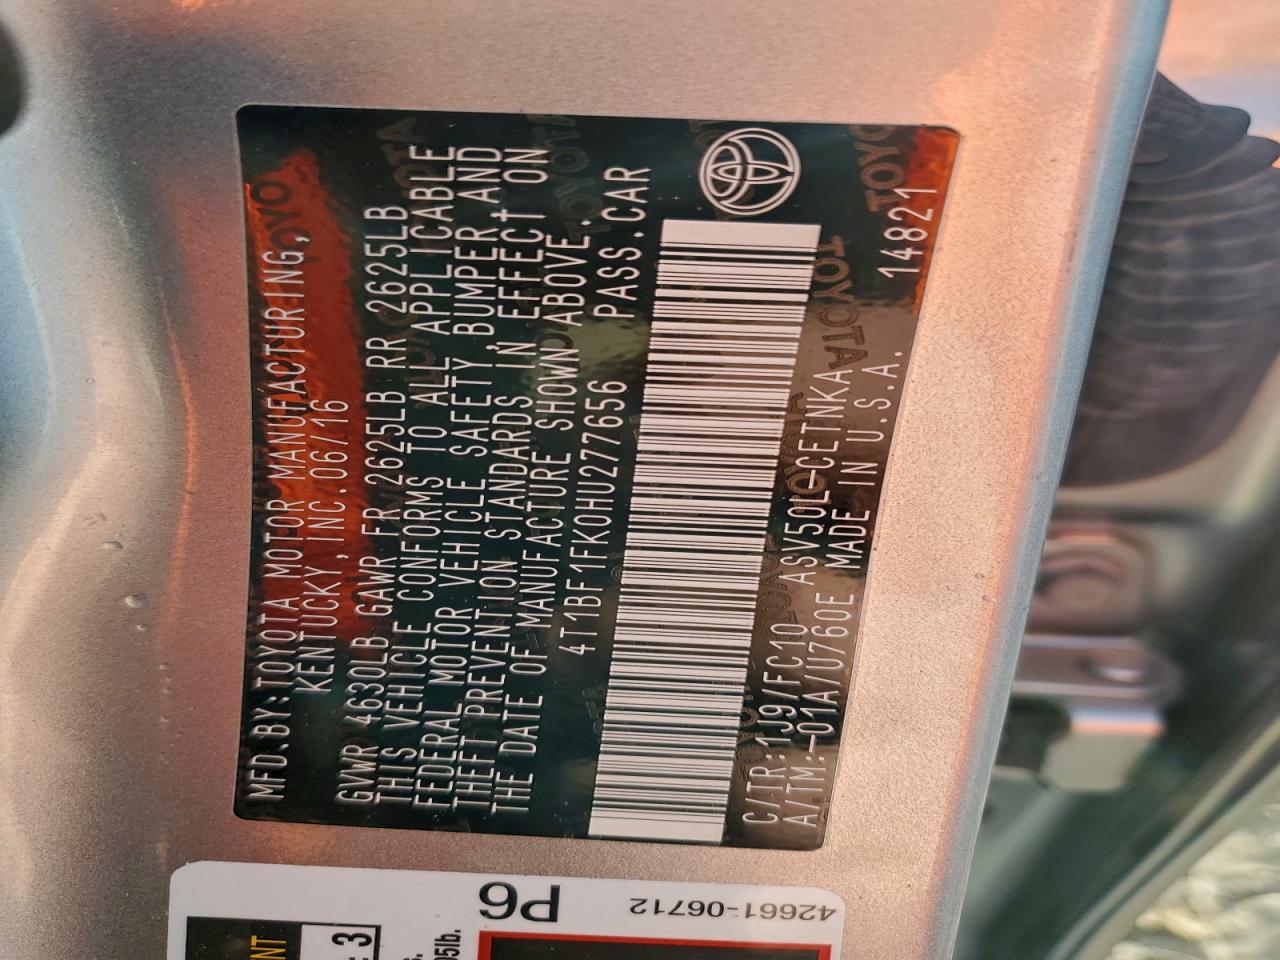 MFD.BY:TOYOTA MOTOR MANUFACTURING,
KENTUCKY,INC.06/16
GVWR 4630LB GAWR FR 2625LB RR 2625LB
THIS VEHICLE CONFORMS TO ALL APPLICABLE
FEDERAL MOTOR VEHICLE SAFETY, BUMPER, AND
THEFT PREVENTION STANDARDS IN EFFECT ON
THE DATE OF MANUFACTURE SHOWN ABOVE.
4T1BF1FK0HU277656 PASS.CAR
C/TR:1J9/FC10 ASV50L-CETNKA
A/TM.-01A/U760E MADE IN U.S.A.
14821
P6
42661-06712
3